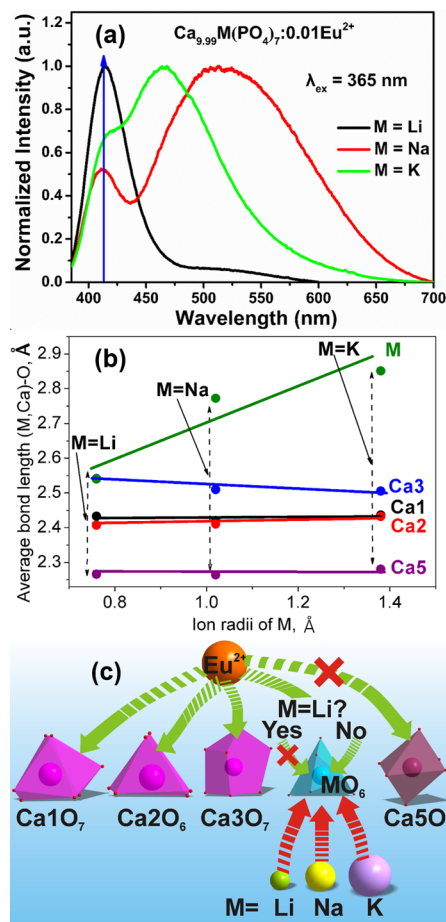 (a)
Ca9.99M(PO4)7:0.01Eu2+
λex = 365 nm
M = Li
M = Na
M = K
Normalized Intensity (a.u.)
1.0
0.8
0.6
0.4
0.2
0.0
400 450 500 550 600 650 700
Wavelength (nm)
(b)
Average bond length (M,Ca)-O, Å
2.9
2.8
2.7
2.6
2.5
2.4
2.3
M=Li
M=Na
M=K
M
Ca3
Ca1
Ca2
Ca5
0.8 1.0 1.2 1.4
Ion radii of M, Å
(c)
Eu2+
M=Li?
Yes No
MO6
Ca1O7 Ca2O6 Ca3O7 Ca5O
M= Li Na K